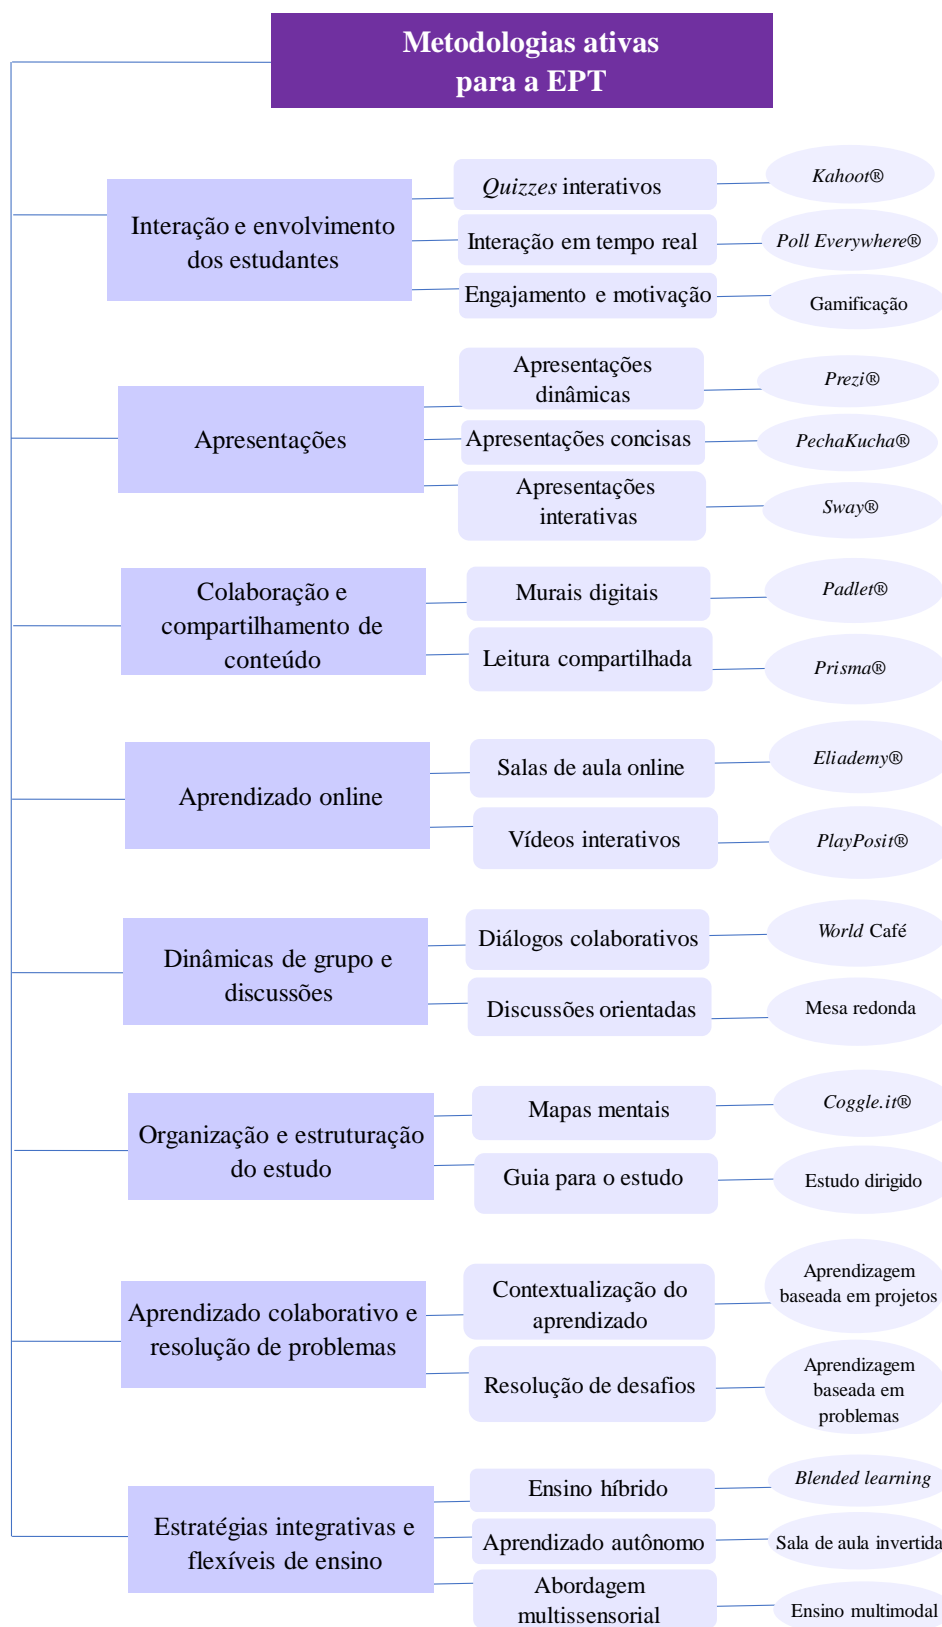 Metodologias ativas
para a EPT
Interação e envolvimento
dos estudantes
Quizzes interativos
Kahoot®
Interação em tempo real
Poll Everywhere®
Engajamento e motivação
Gamificação
Apresentações
Apresentações
dinâmicas
Prezi®
Apresentações concisas
PechaKucha®
Apresentações
interativas
Sway®
Colaboração e
compartilhamento de
conteúdo
Murais digitais
Padlet®
Leitura compartilhada
Prisma®
Aprendizado online
Salas de aula online
Eliademy®
Vídeos interativos
PlayPosit®
Dinâmicas de grupo e
discussões
Diálogos colaborativos
World Café
Discussões orientadas
Mesa redonda
Organização e estruturação
do estudo
Mapas mentais
Coggle.it®
Guia para o estudo
Estudo dirigido
Aprendizado colaborativo e
resolução de problemas
Contextualização do
aprendizado
Aprendizagem
baseada em projetos
Resolução de desafios
Aprendizagem
baseada em
problemas
Estratégias integrativas e
flexíveis de ensino
Ensino híbrido
Blended learning
Aprendizado autônomo
Sala de aula invertida
Abordagem
multissensorial
Ensino multimodal